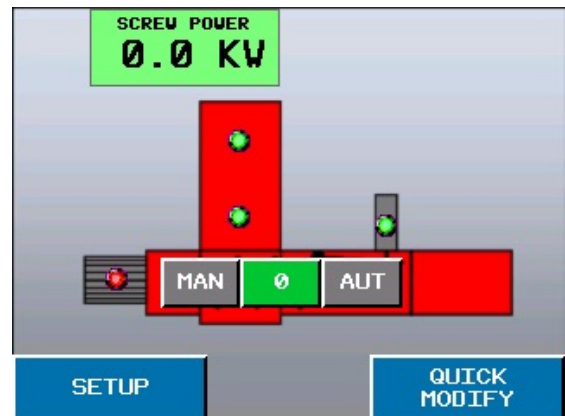 SCREW POWER
0.0 KW
MAN 0 AUT
SETUP
QUICK
MODIFY